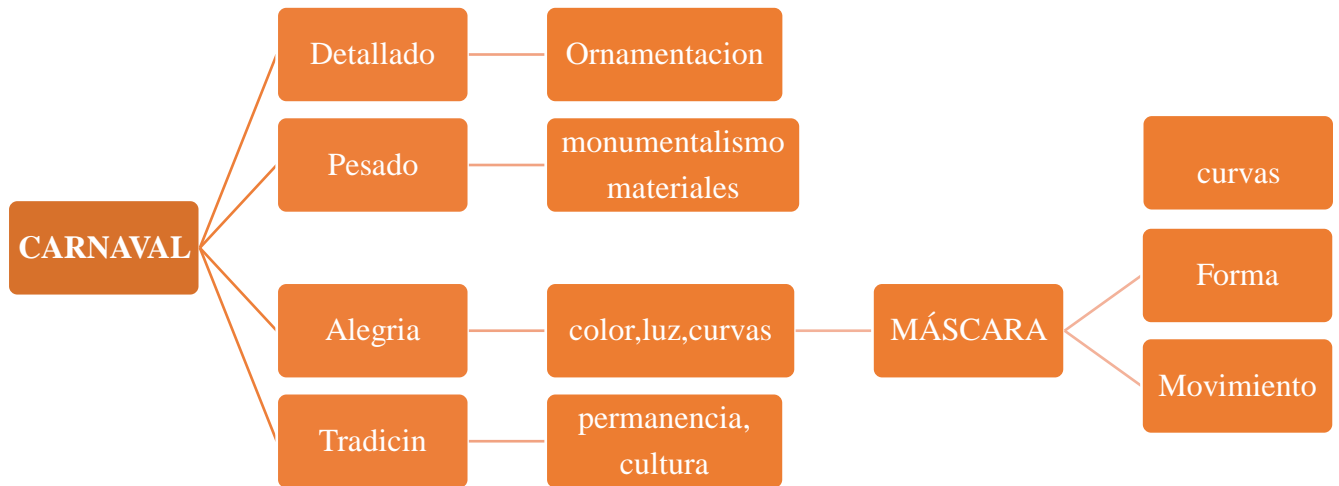 CARNAVAL
Detallado
Ornamentacion
Pesado
monumentalismo
materiales
Alegria
color,luz,curvas
Tradicin
permanencia,
cultura
MÁSCARA
curvas
Forma
Movimiento